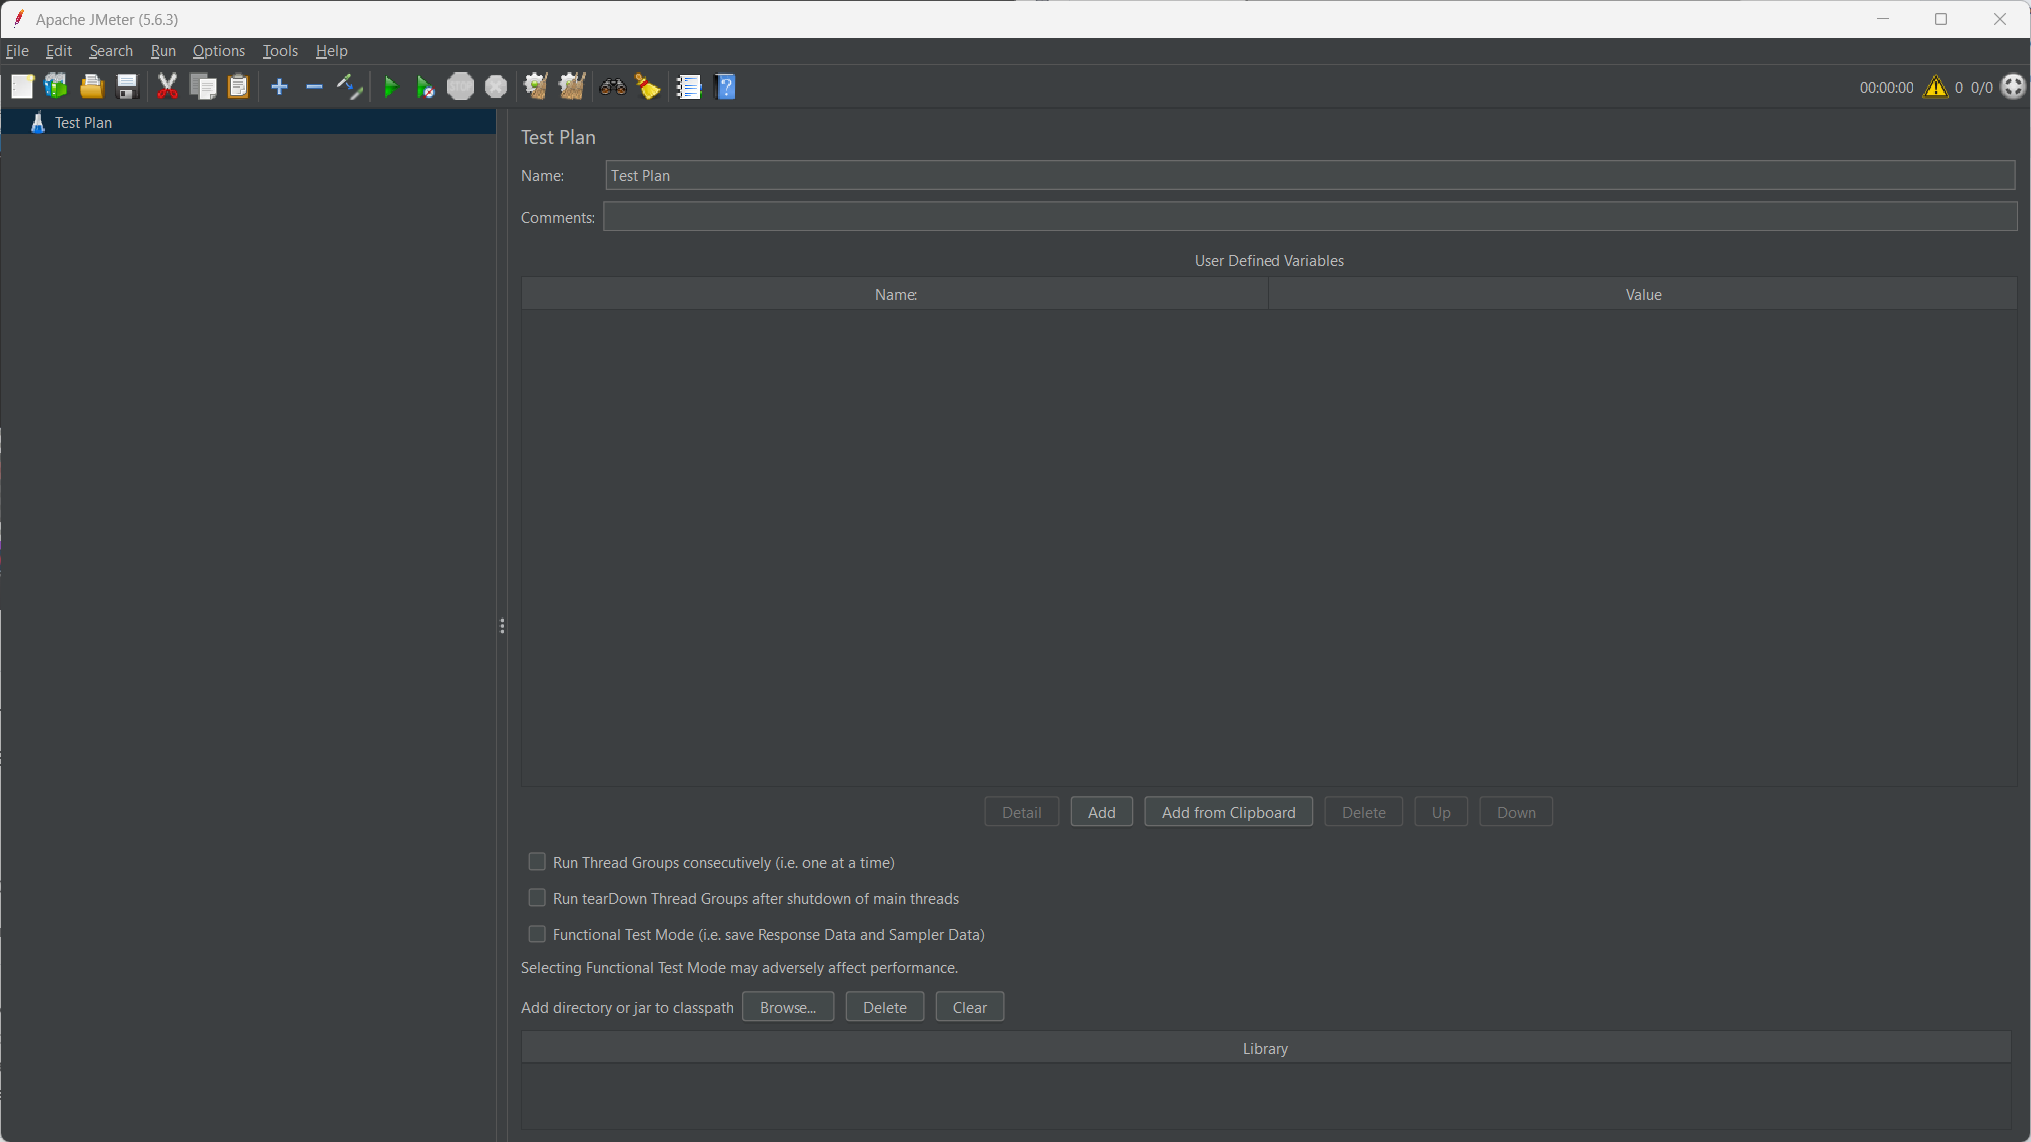 Apache JMeter (5.6.3)
File Edit Search Run Options Tools Help
STOP
00:00:00 0 0/0
Test Plan
Test Plan
Name: Test Plan
Comments:
User Defined Variables
Name: Value
Detail Add Add from Clipboard Delete Up Down
Run Thread Groups consecutively (i.e. one at a time)
Run tearDown Thread Groups after shutdown of main threads
Functional Test Mode (i.e. save Response Data and Sampler Data)
Selecting Functional Test Mode may adversely affect performance.
Add directory or jar to classpath Browse... Delete Clear
Library